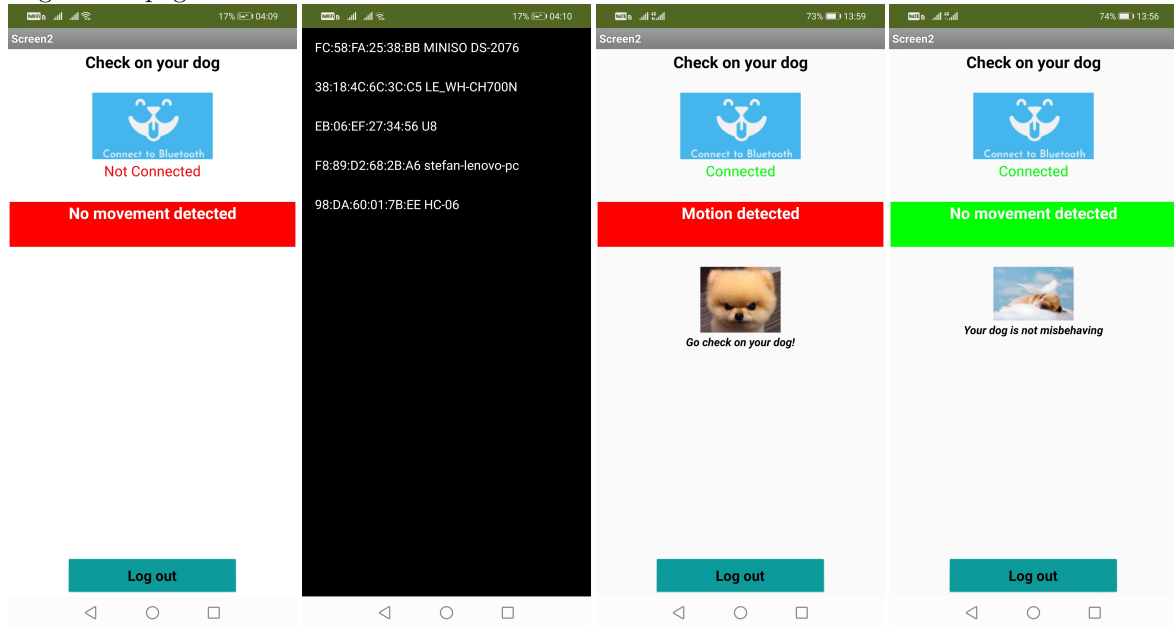 17% 04:09
Screen2
Check on your dog
Connect to Bluetooth
Not Connected
No movement detected
Log out
17% 04:10
FC:58:FA:25:38:BB MINISO DS-2076
38:18:4C:6C:3C:C5 LE_WH-CH700N
EB:06:EF:27:34:56 U8
F8:89:D2:68:2B:A6 stefan-lenovo-pc
98:DA:60:01:7B:EE HC-06
73% 13:59
Screen2
Check on your dog
Connect to Bluetooth
Connected
Motion detected
Go check on your dog!
Log out
74% 13:56
Screen2
Check on your dog
Connect to Bluetooth
Connected
No movement detected
Your dog is not misbehaving
Log out